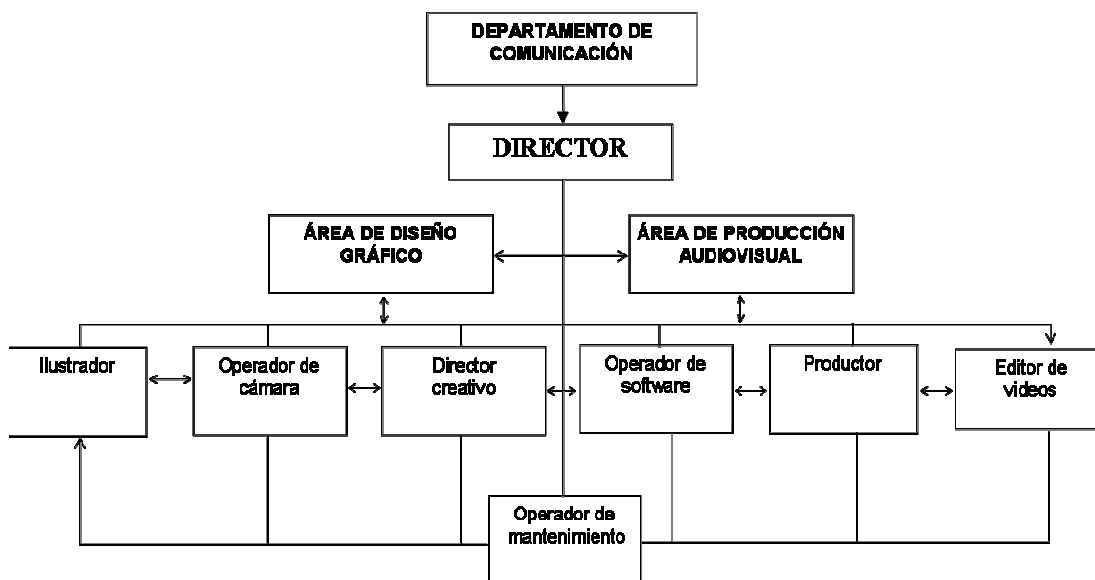 DEPARTAMENTO DE
COMUNICACIÓN
DIRECTOR
ÁREA DE DISEÑO
GRÁFICO
ÁREA DE PRODUCCIÓN
AUDIOVISUAL
Ilustrador
Operador de
cámara
Director
creativo
Operador de
software
Productor
Editor de
videos
Operador de
mantenimiento